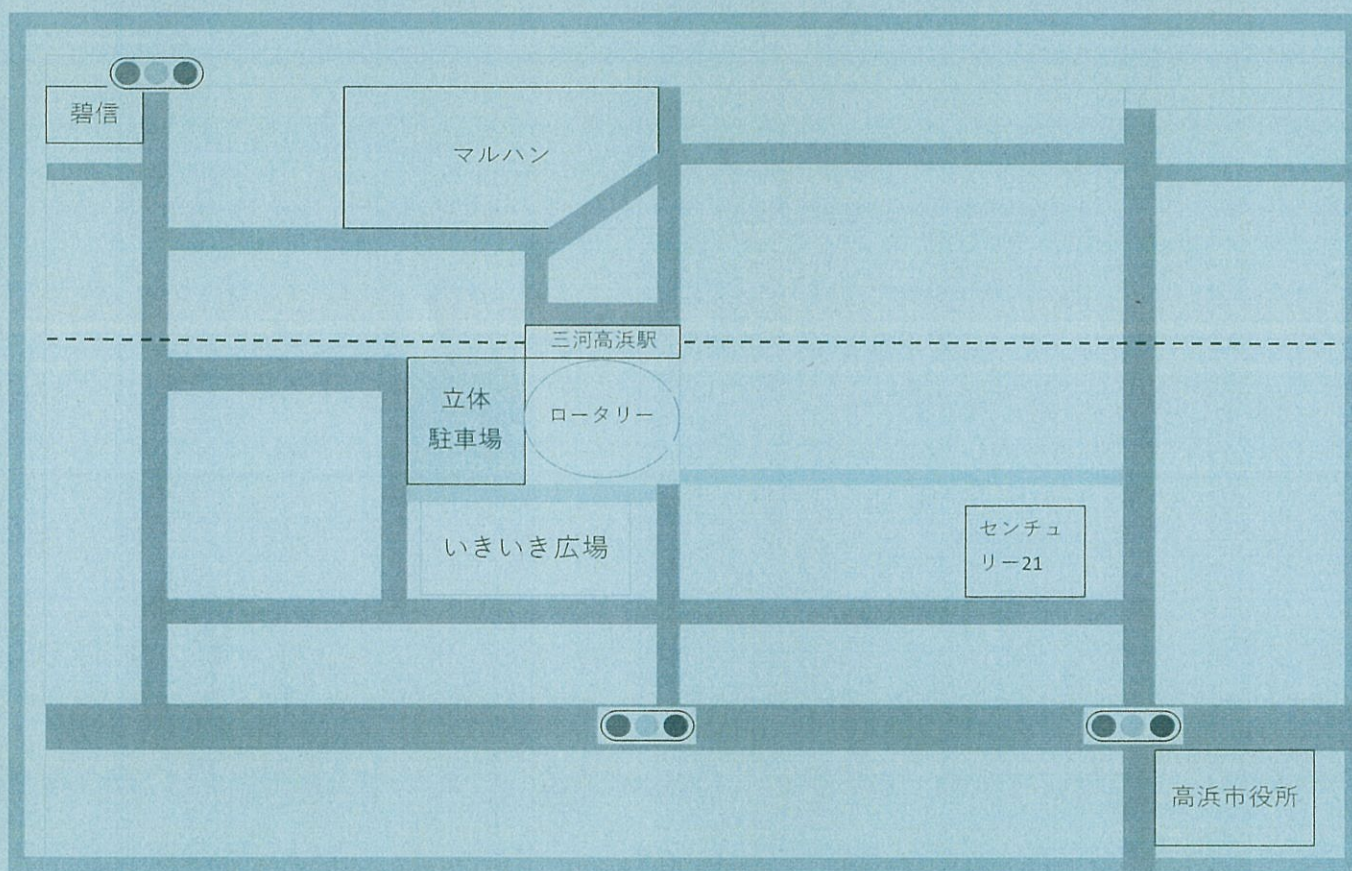 碧信
マルハン
三河高浜駅
立体
駐車場
ロータリー
いきいき広場
センチュ
リー21
高浜市役所